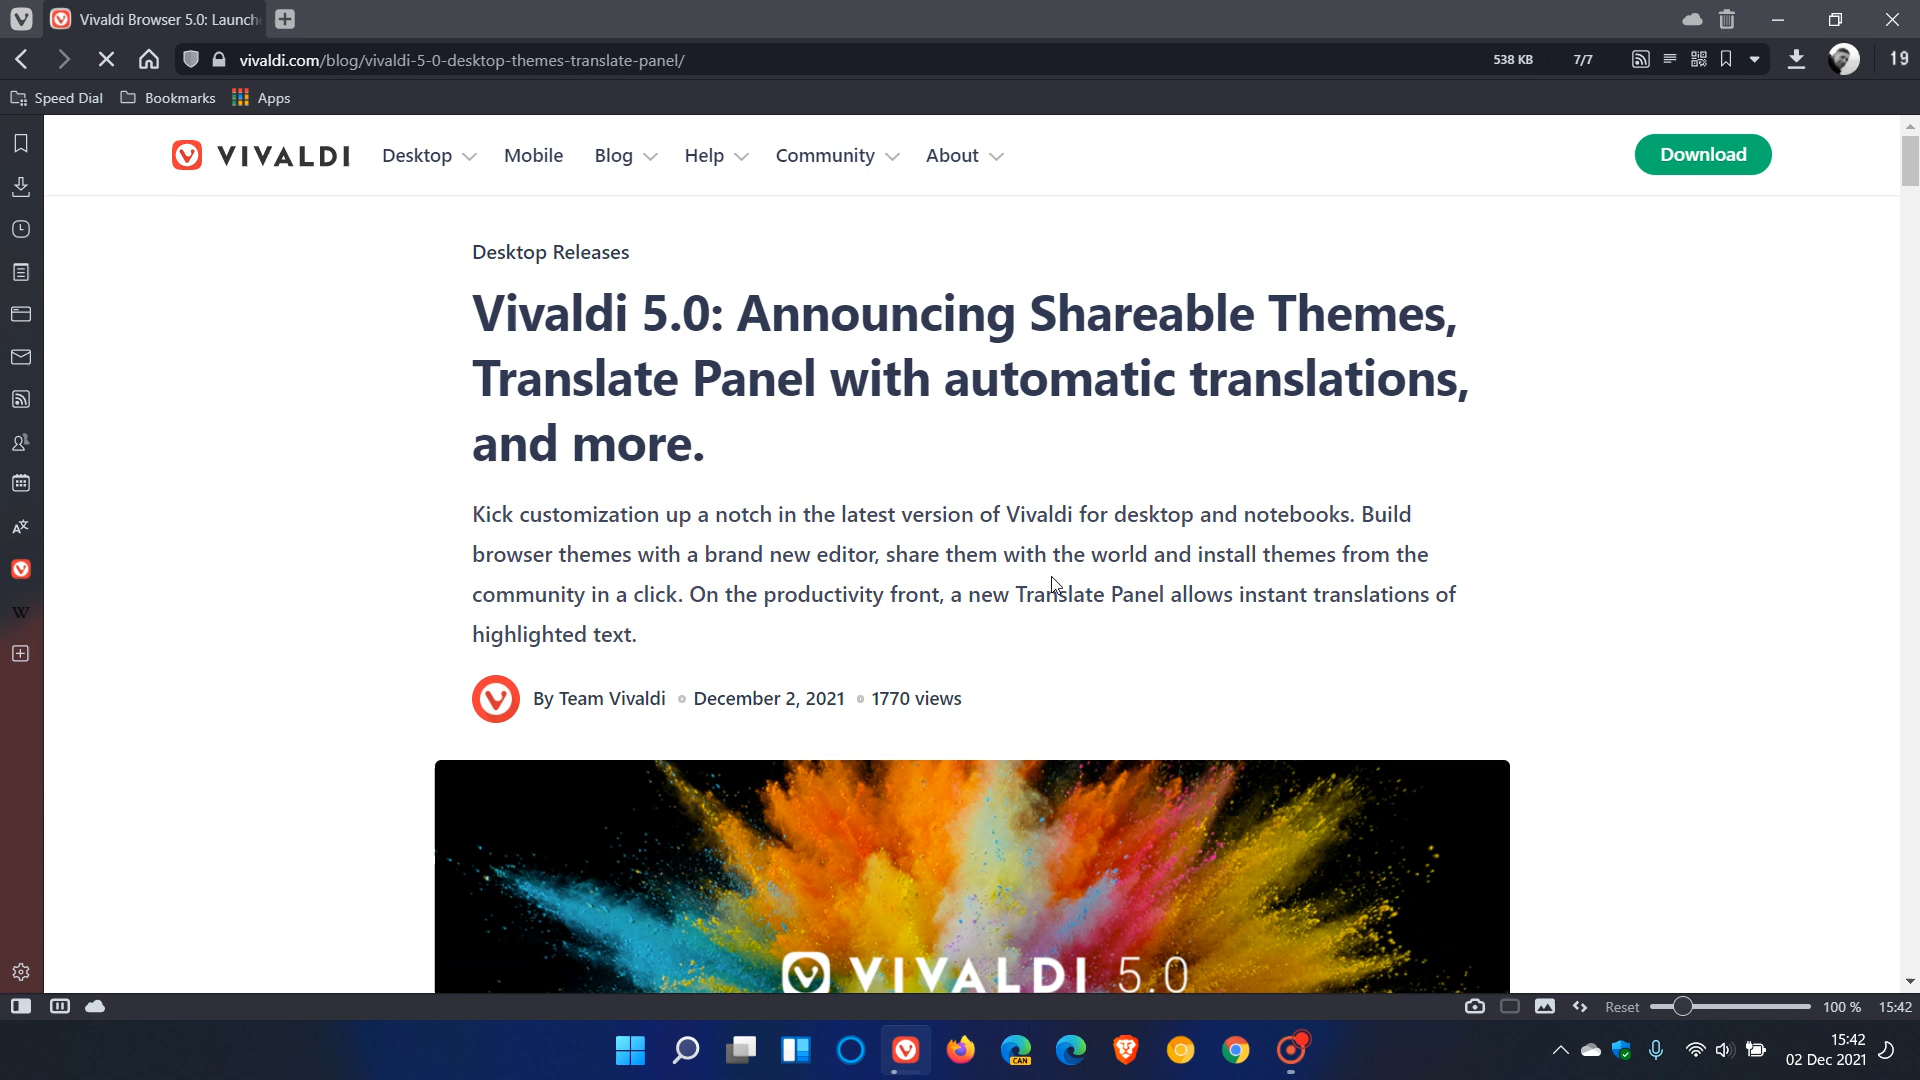 Vivaldi Browser 5.0: Launch
vivaldi.com/blog/vivaldi-5-0-desktop-themes-translate-panel/
538 KB
7/7
19
Speed Dial
Bookmarks
Apps
VIVALDI
Desktop
Mobile
Blog
Help
Community
About
Download
Desktop Releases
Vivaldi 5.0: Announcing Shareable Themes,
Translate Panel with automatic translations,
and more.
Kick customization up a notch in the latest version of Vivaldi for desktop and notebooks. Build
browser themes with a brand new editor, share them with the world and install themes from the
community in a click. On the productivity front, a new Translate Panel allows instant translations of
highlighted text.
By Team Vivaldi
December 2, 2021
1770 views
W
VIVALDI 5.0
Reset
100 %
15:42
CAN
15:42
02 Dec 2021